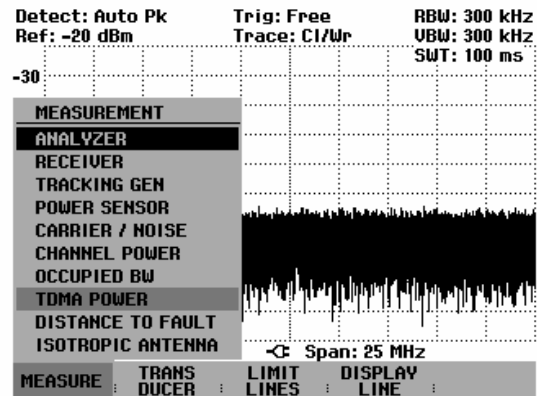 Detect: Auto Pk Trig: Free RBW: 300 kHz
Ref: -20 dBm Trace: Cl/Wr VBW: 300 kHz
SWT: 100 ms
-30
MEASUREMENT
ANALYZER
RECEIVER
TRACKING GEN
POWER SENSOR
CARRIER / NOISE
CHANNEL POWER
OCCUPIED BW
TDMA POWER
DISTANCE TO FAULT
ISOTROPIC ANTENNA
Span: 25 MHz
MEASURE : TRANS DUCER : LIMIT LINES : DISPLAY LINE :